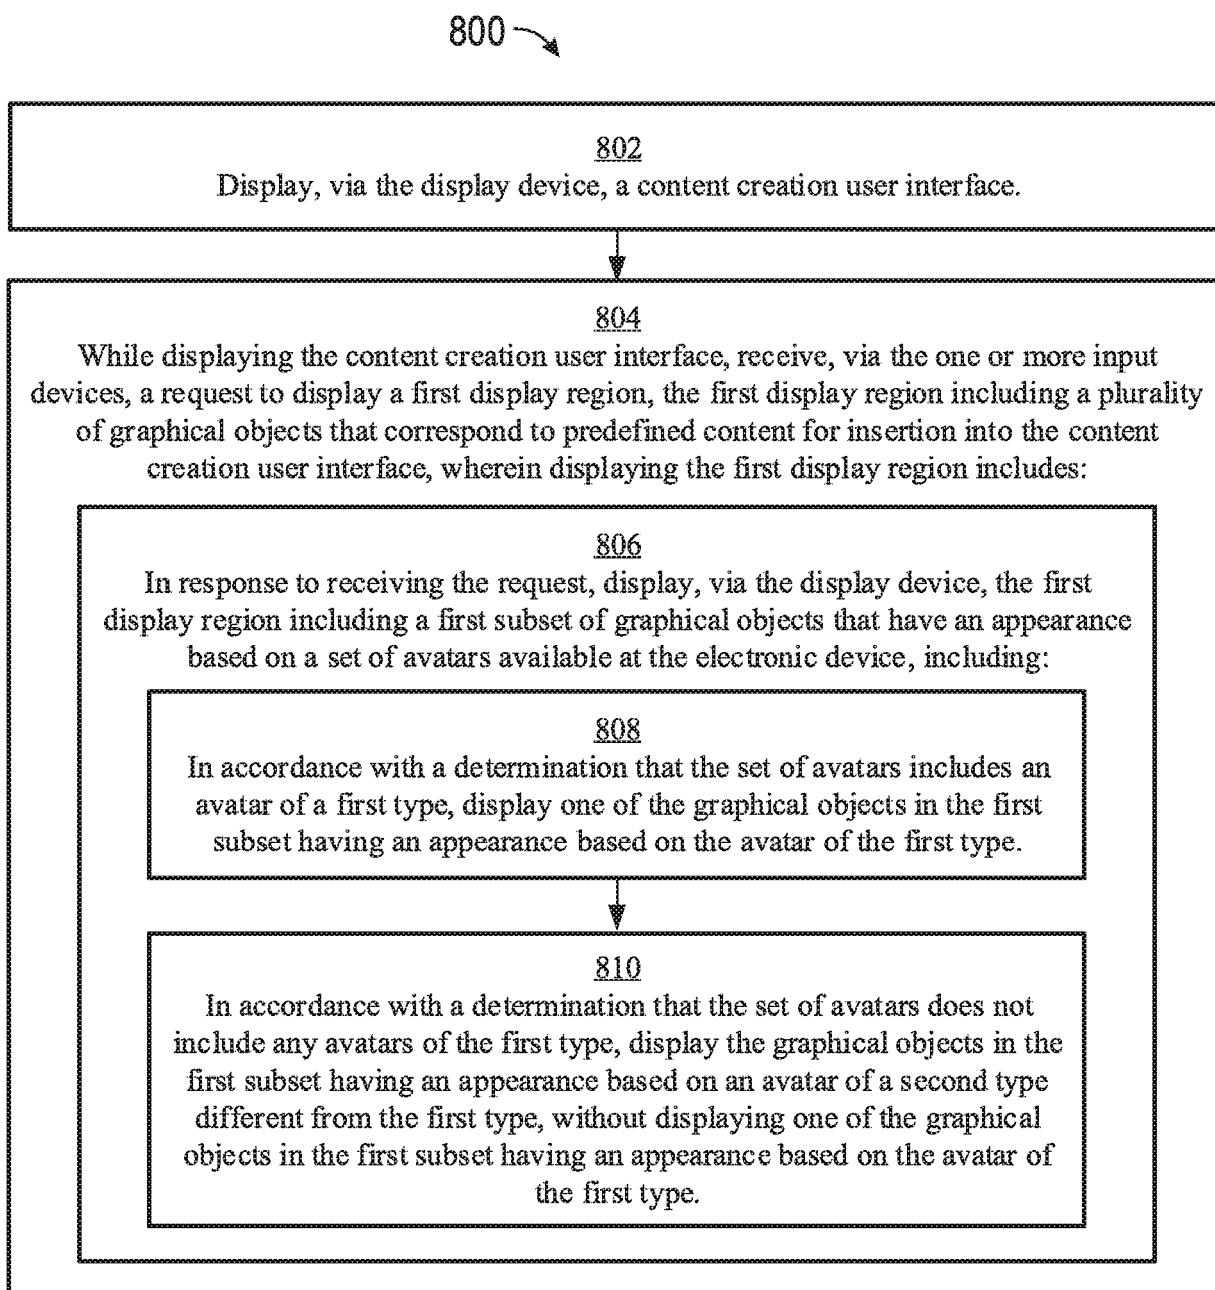 800
802
Display, via the display device, a content creation user interface.
804
While displaying the content creation user interface, receive, via the one or more input
devices, a request to display a first display region, the first display region including a plurality
of graphical objects that correspond to predefined content for insertion into the content
creation user interface, wherein displaying the first display region includes:
806
In response to receiving the request, display, via the display device, the first
display region including a first subset of graphical objects that have an appearance
based on a set of avatars available at the electronic device, including:
808
In accordance with a determination that the set of avatars includes an
avatar of a first type, display one of the graphical objects in the first
subset having an appearance based on the avatar of the first type.
810
In accordance with a determination that the set of avatars does not
include any avatars of the first type, display the graphical objects in the
first subset having an appearance based on an avatar of a second type
different from the first type, without displaying one of the graphical
objects in the first subset having an appearance based on the avatar of
the first type.